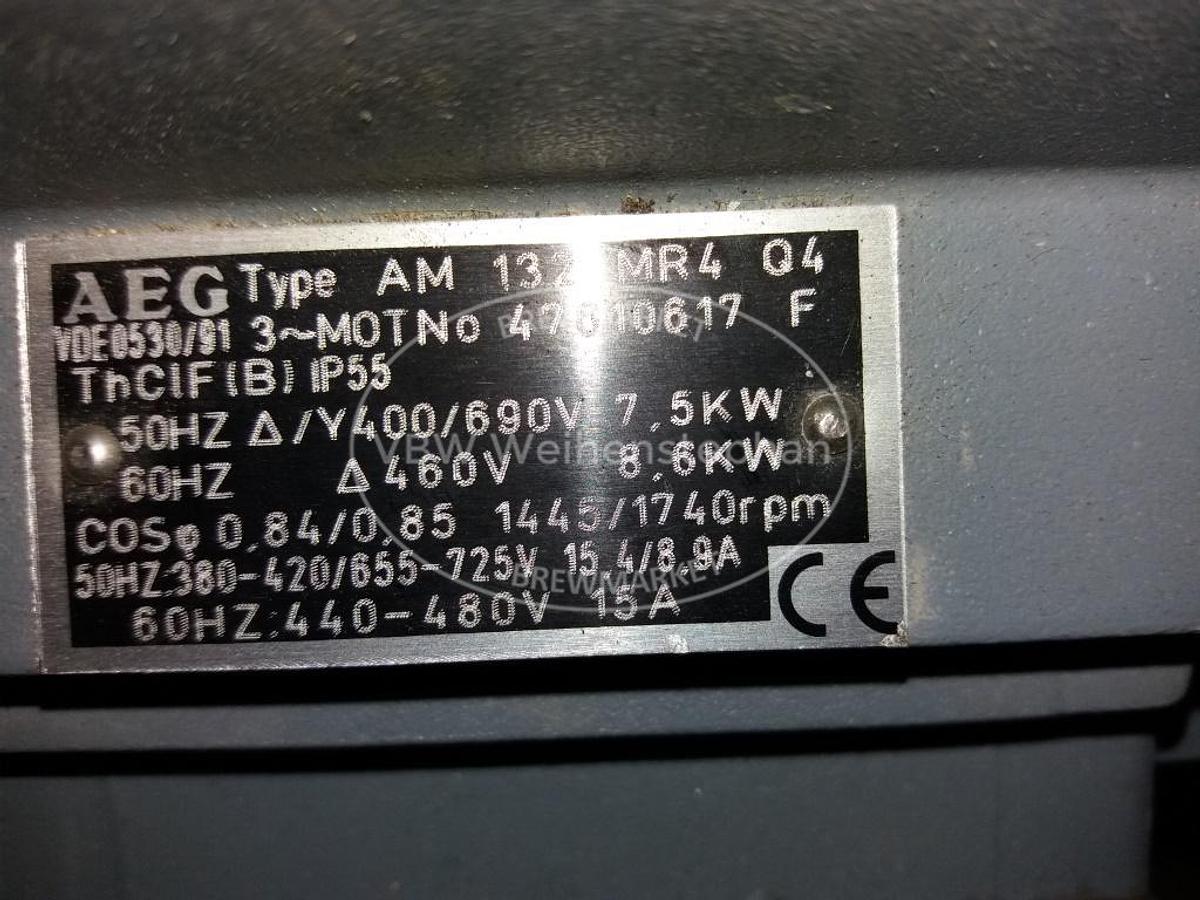 AEG Type AM MR4 Q4
VDE0530/91 3~MOTNo F
ThClF(B) IP55
50HZ Δ/Y400/690V 7,5KW
60HZ Δ460V 8,6KW
COSφ 0,84/0,85 1445/1740rpm
50HZ:380-420/655-725V 15,4/8,9A
60HZ:440-480V 15A
CE
BREWMARKET
VBW Weihenstephan
BREWMARKET